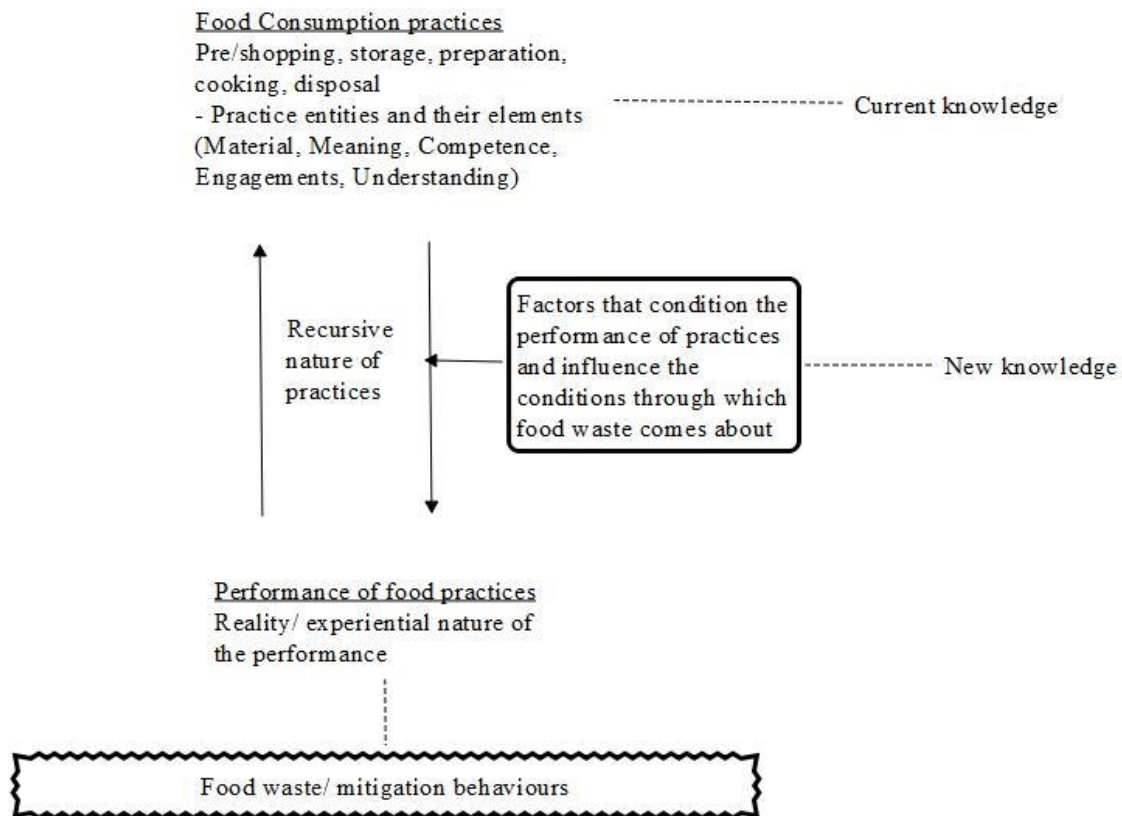 Food Consumption practices
Pre/shopping, storage, preparation,
cooking, disposal
- Practice entities and their elements
(Material, Meaning, Competence,
Engagements, Understanding)
Current knowledge
Recursive
nature of
practices
Factors that condition the
performance of practices
and influence the
conditions through which
food waste comes about
New knowledge
Performance of food practices
Reality/ experiential nature of
the performance
Food waste/ mitigation behaviours